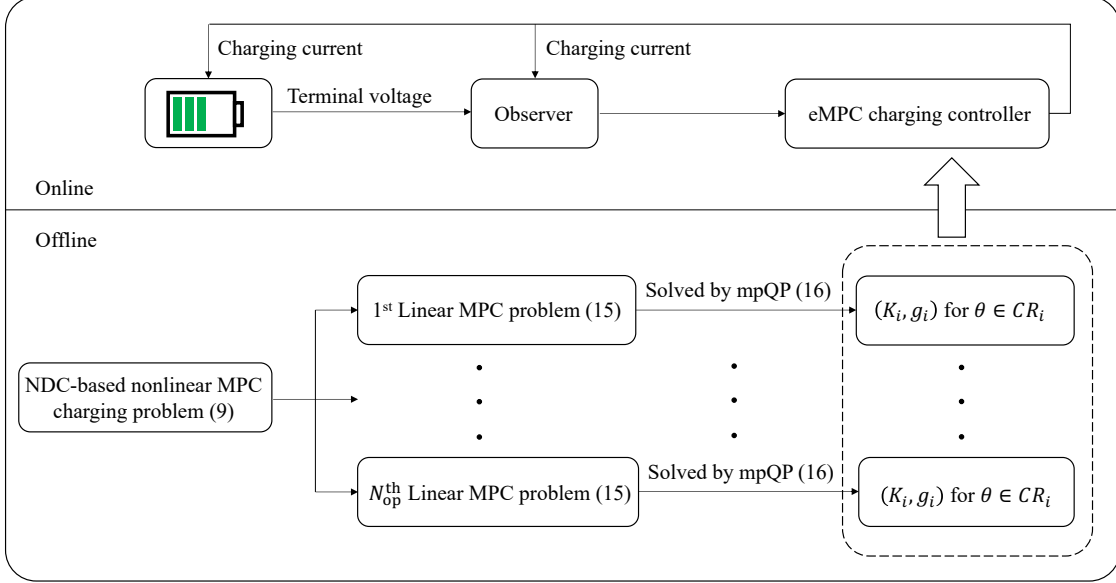 Charging current
Charging current
Terminal voltage
Observer
eMPC charging controller
Online
Offline
1st Linear MPC problem (15)
Solved by mpQP (16)
(K_i, g_i) for θ ∈ CR_i
NDC-based nonlinear MPC
charging problem (9)
N_op^th Linear MPC problem (15)
Solved by mpQP (16)
(K_i, g_i) for θ ∈ CR_i